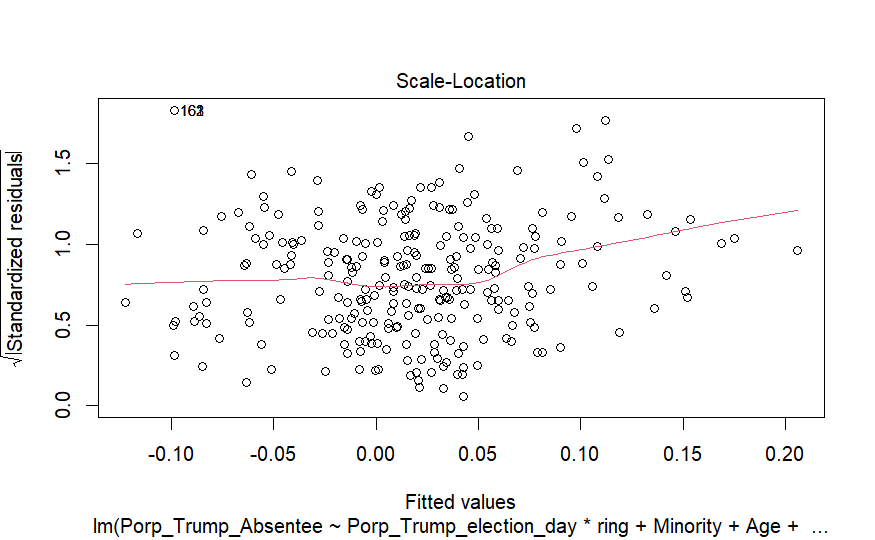 Scale-Location
√|Standardized residuals|
1.5
1.0
0.5
0.0
-0.10 -0.05 0.00 0.05 0.10 0.15 0.20
Fitted values
lm(Porp_Trump_Absentee ~ Porp_Trump_election_day * ring + Minority + Age + ...